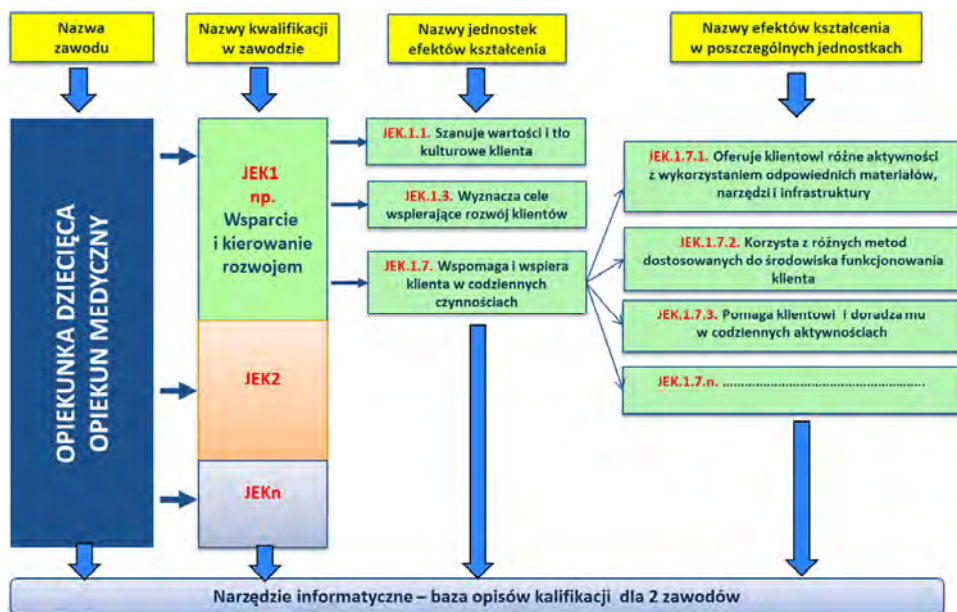 Nazwa
zawodu
Nazwy kwalifikacji
w zawodzie
Nazwy jednostek
efektów kształcenia
Nazwy efektów kształcenia
w poszczególnych jednostkach
OPIEKUNKA DZIECIĘCA
OPIEKUN MEDYCZNY
JEK1
np.
Wsparcie
i kierowanie
rozwojem
JEK2
JEKn
JEK.1.1. Szanuje wartości i tło
kulturowe klienta
JEK.1.3. Wyznacza cele
wspierające rozwój klientów
JEK.1.7. Wspomaga i wspiera
klienta w codziennych
czynnościach
JEK.1.7.1. Oferuje klientowi różne aktywności
z wykorzystaniem odpowiednich materiałów,
narzędzi i infrastruktury
JEK.1.7.2. Korzysta z różnych metod
dostosowanych do środowiska funkcjonowania
klienta
JEK.1.7.3. Pomaga klientowi i doradza mu
w codziennych aktywnościach
JEK.1.7.n. ......................................................
Narzędzie informatyczne – baza opisów kalifikacji dla 2 zawodów